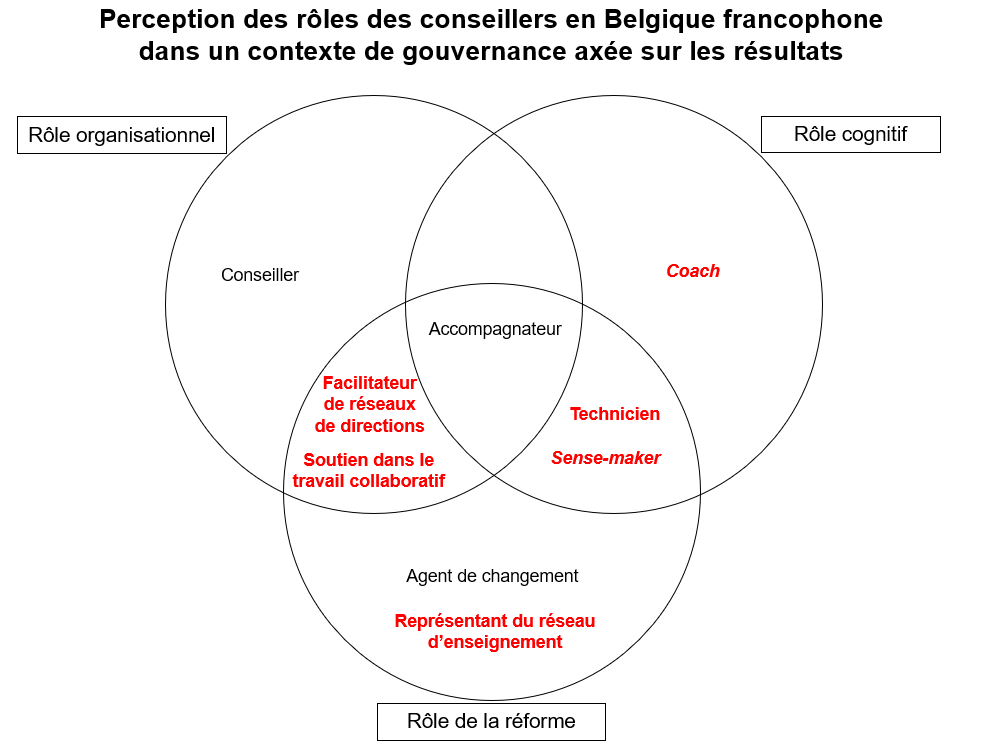 Perception des rôles des conseillers en Belgique francophone
dans un contexte de gouvernance axée sur les résultats
Rôle organisationnel
Rôle cognitif
Conseiller
Coach
Accompagnateur
Facilitateur
de réseaux
de directions
Soutien dans le
travail collaboratif
Technicien
Sense-maker
Agent de changement
Représentant du réseau
d’enseignement
Rôle de la réforme